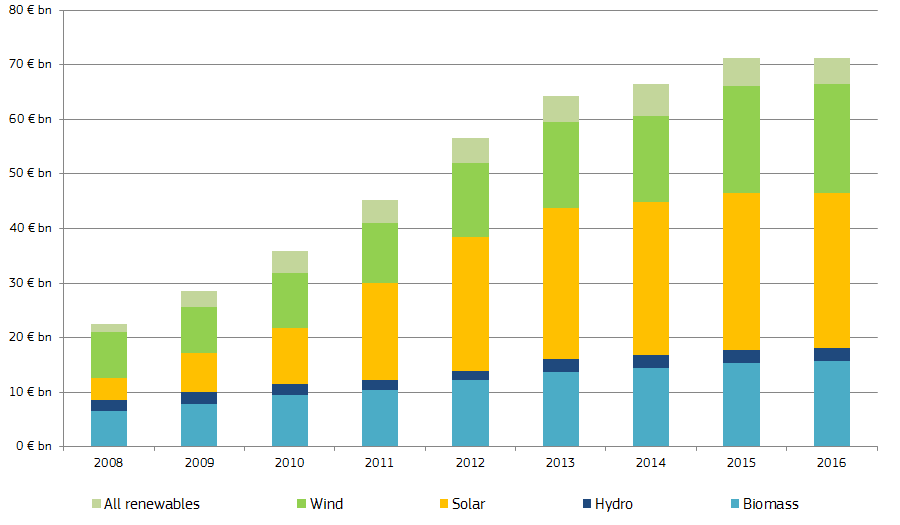 80 € bn
70 € bn
60 € bn
50 € bn
40 € bn
30 € bn
20 € bn
10 € bn
0 € bn
2008 2009 2010 2011 2012 2013 2014 2015 2016
All renewables Wind Solar Hydro Biomass